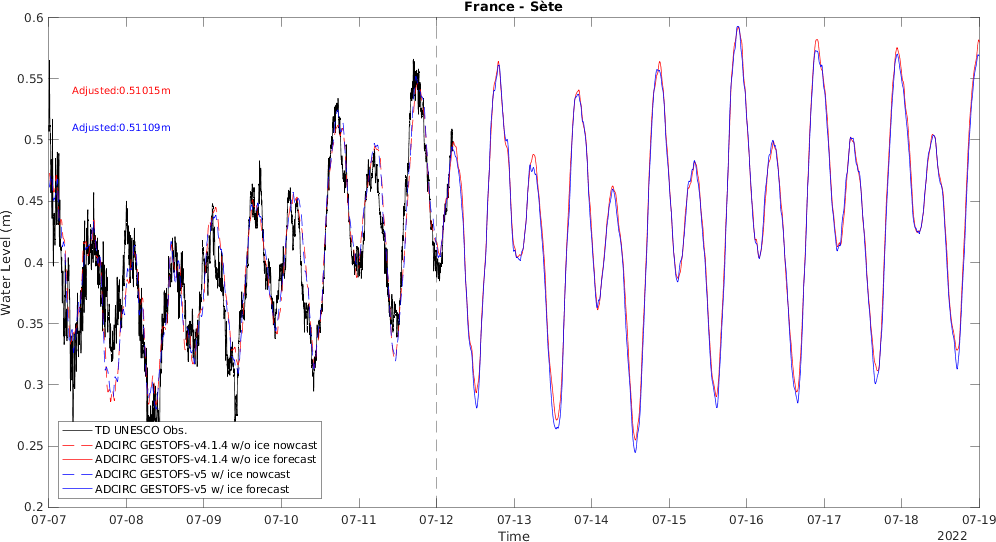 France - Sète
0.6
0.55
0.5
0.45
0.4
0.35
0.3
0.25
0.2
Water Level (m)
Adjusted:0.51015m
Adjusted:0.51109m
TD UNESCO Obs.
ADCIRC GESTOFS-v4.1.4 w/o ice nowcast
ADCIRC GESTOFS-v4.1.4 w/o ice forecast
ADCIRC GESTOFS-v5 w/ ice nowcast
ADCIRC GESTOFS-v5 w/ ice forecast
07-07 07-08 07-09 07-10 07-11 07-12 07-13 07-14 07-15 07-16 07-17 07-18 07-19
Time
2022